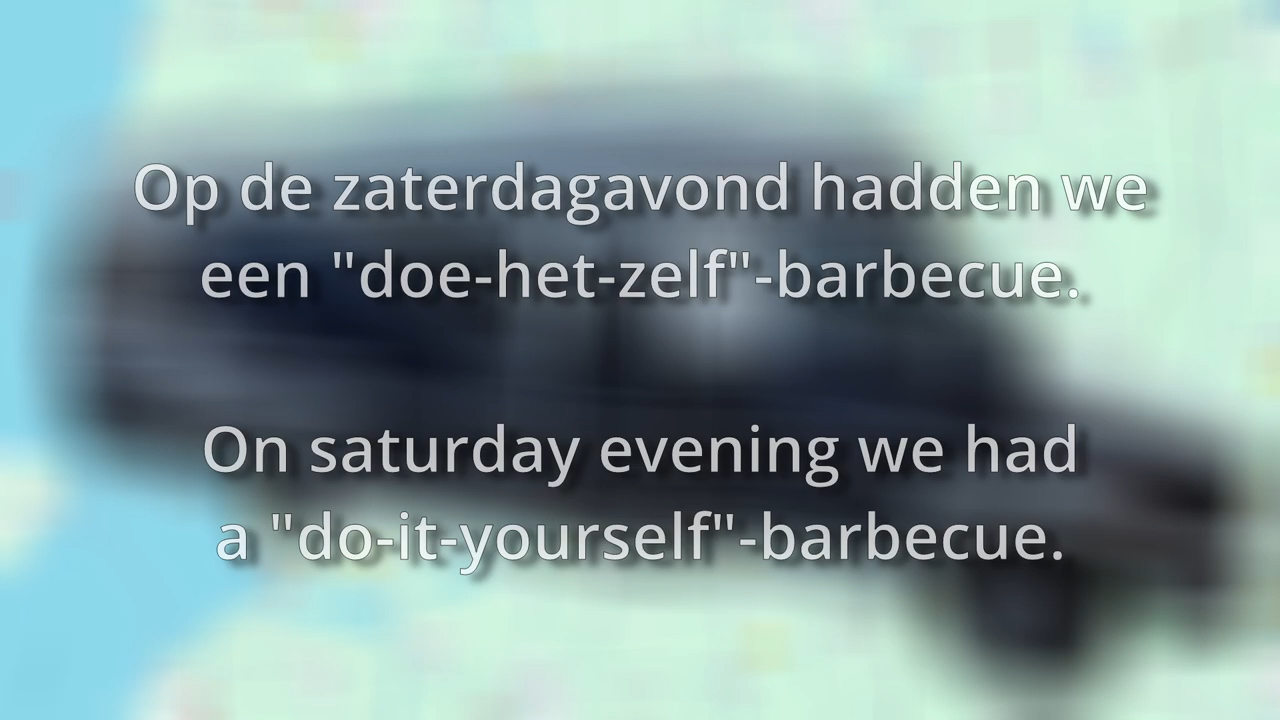 Op de zaterdagavond hadden we
een "doe-het-zelf"-barbecue.
On saturday evening we had
a "do-it-yourself"-barbecue.